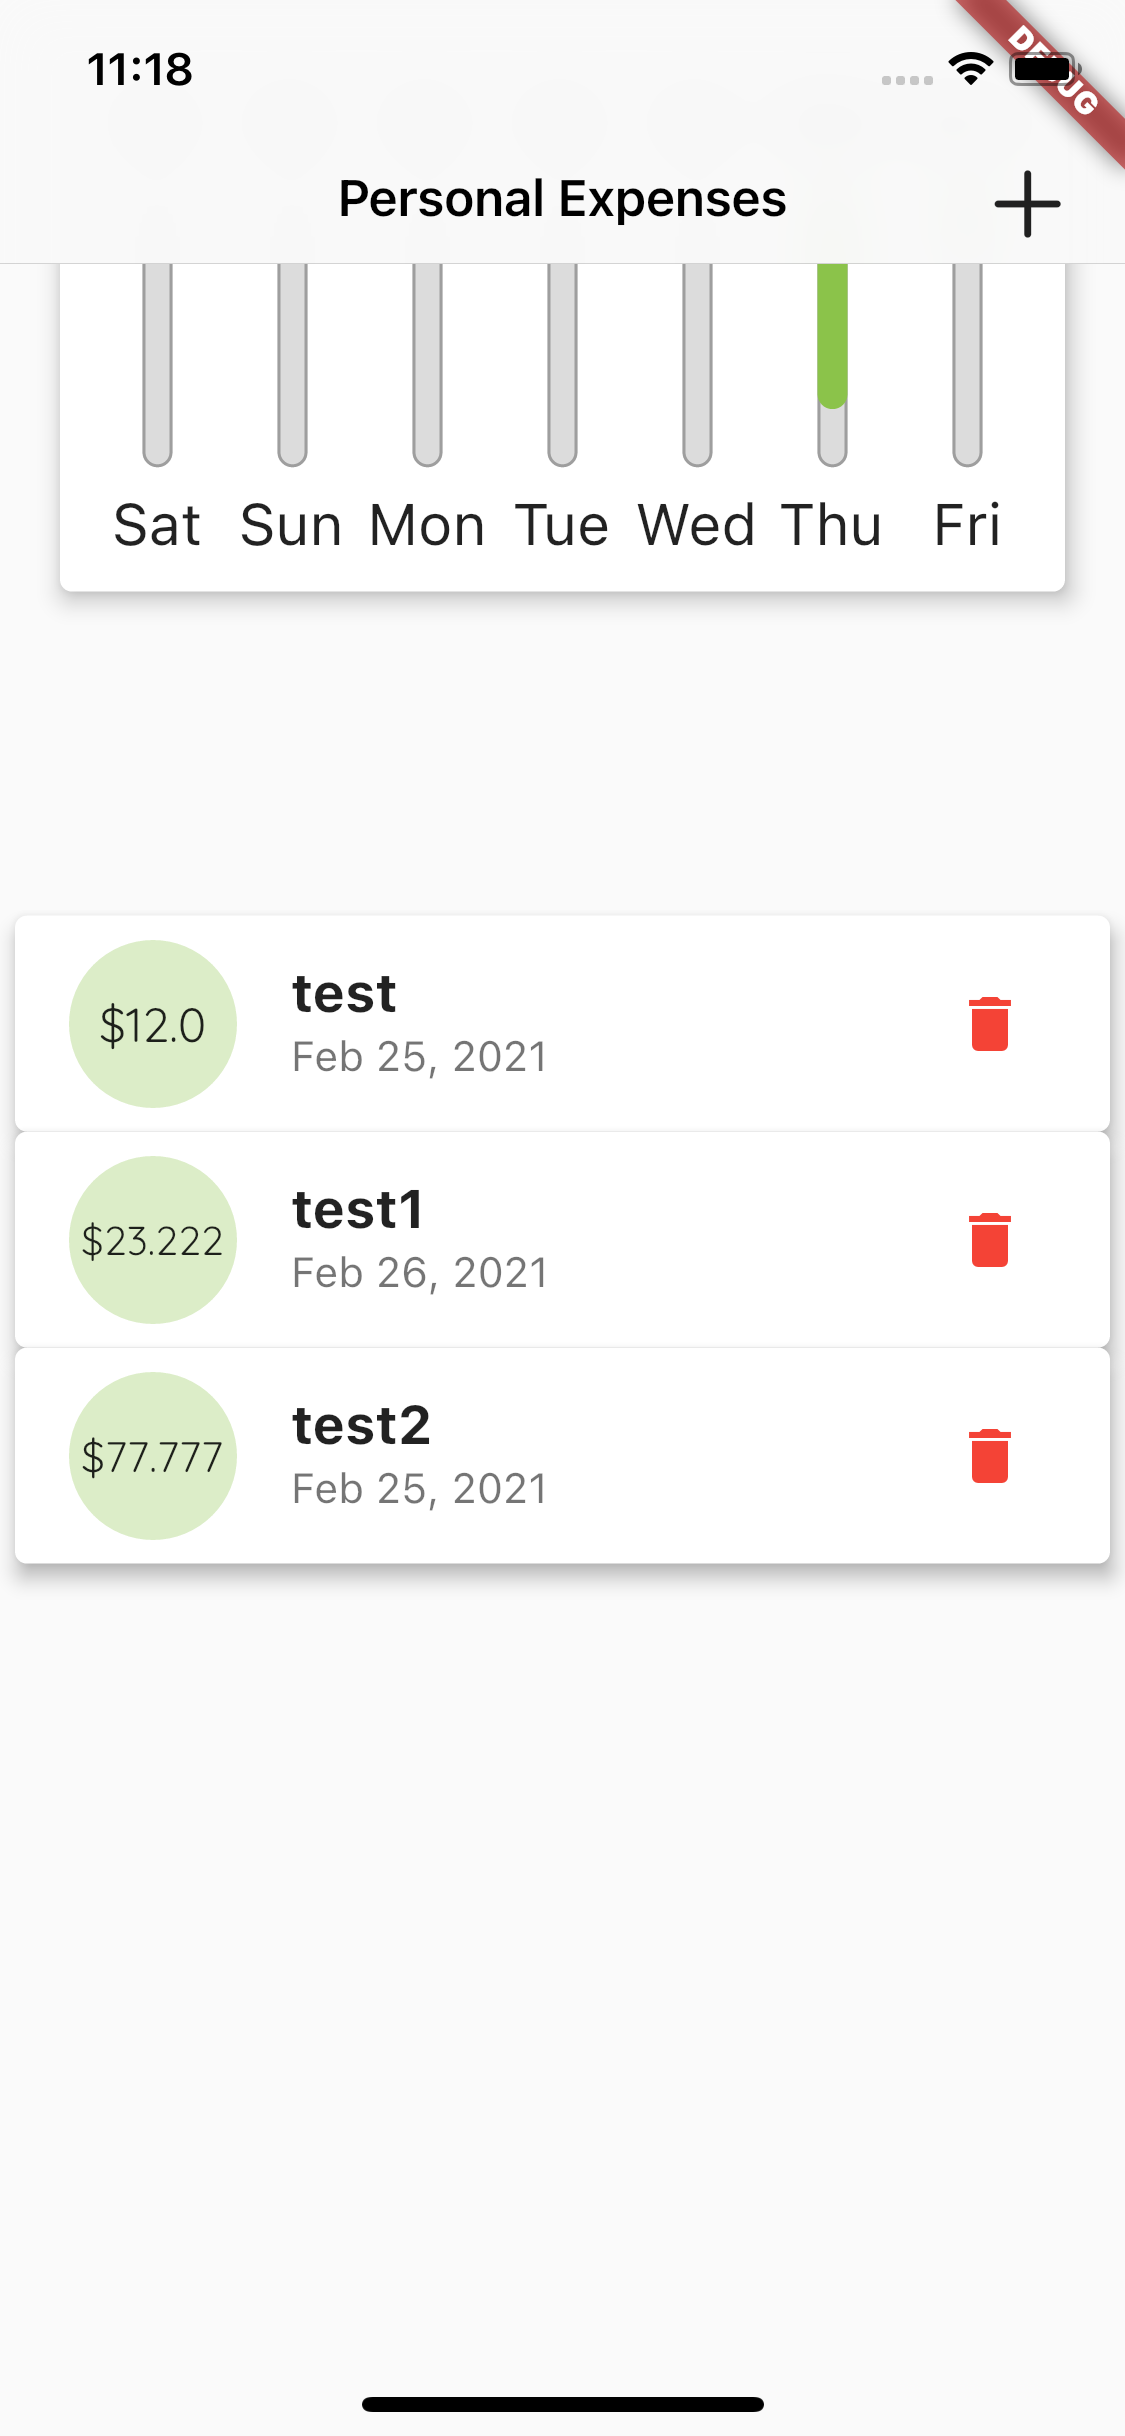 11:18
DEBUG
Personal Expenses
Sat Sun Mon Tue Wed Thu Fri
$12.0
test
Feb 25, 2021
$23.222
test1
Feb 26, 2021
$77.777
test2
Feb 25, 2021